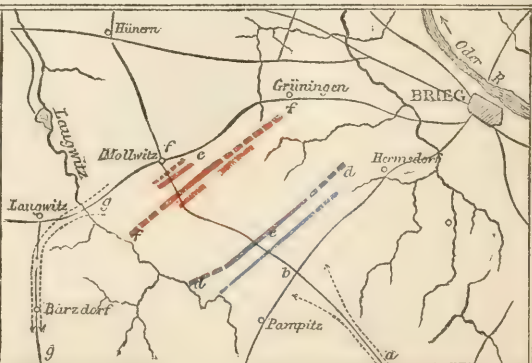 Hünern
Oder R
Grüningen
BRIEG
Laugwitz
f
f
Mollwitz
c
Hermsdorf
d
Laugwitz
g
e
d
b
Bärzdorf
Pampitz
a
g